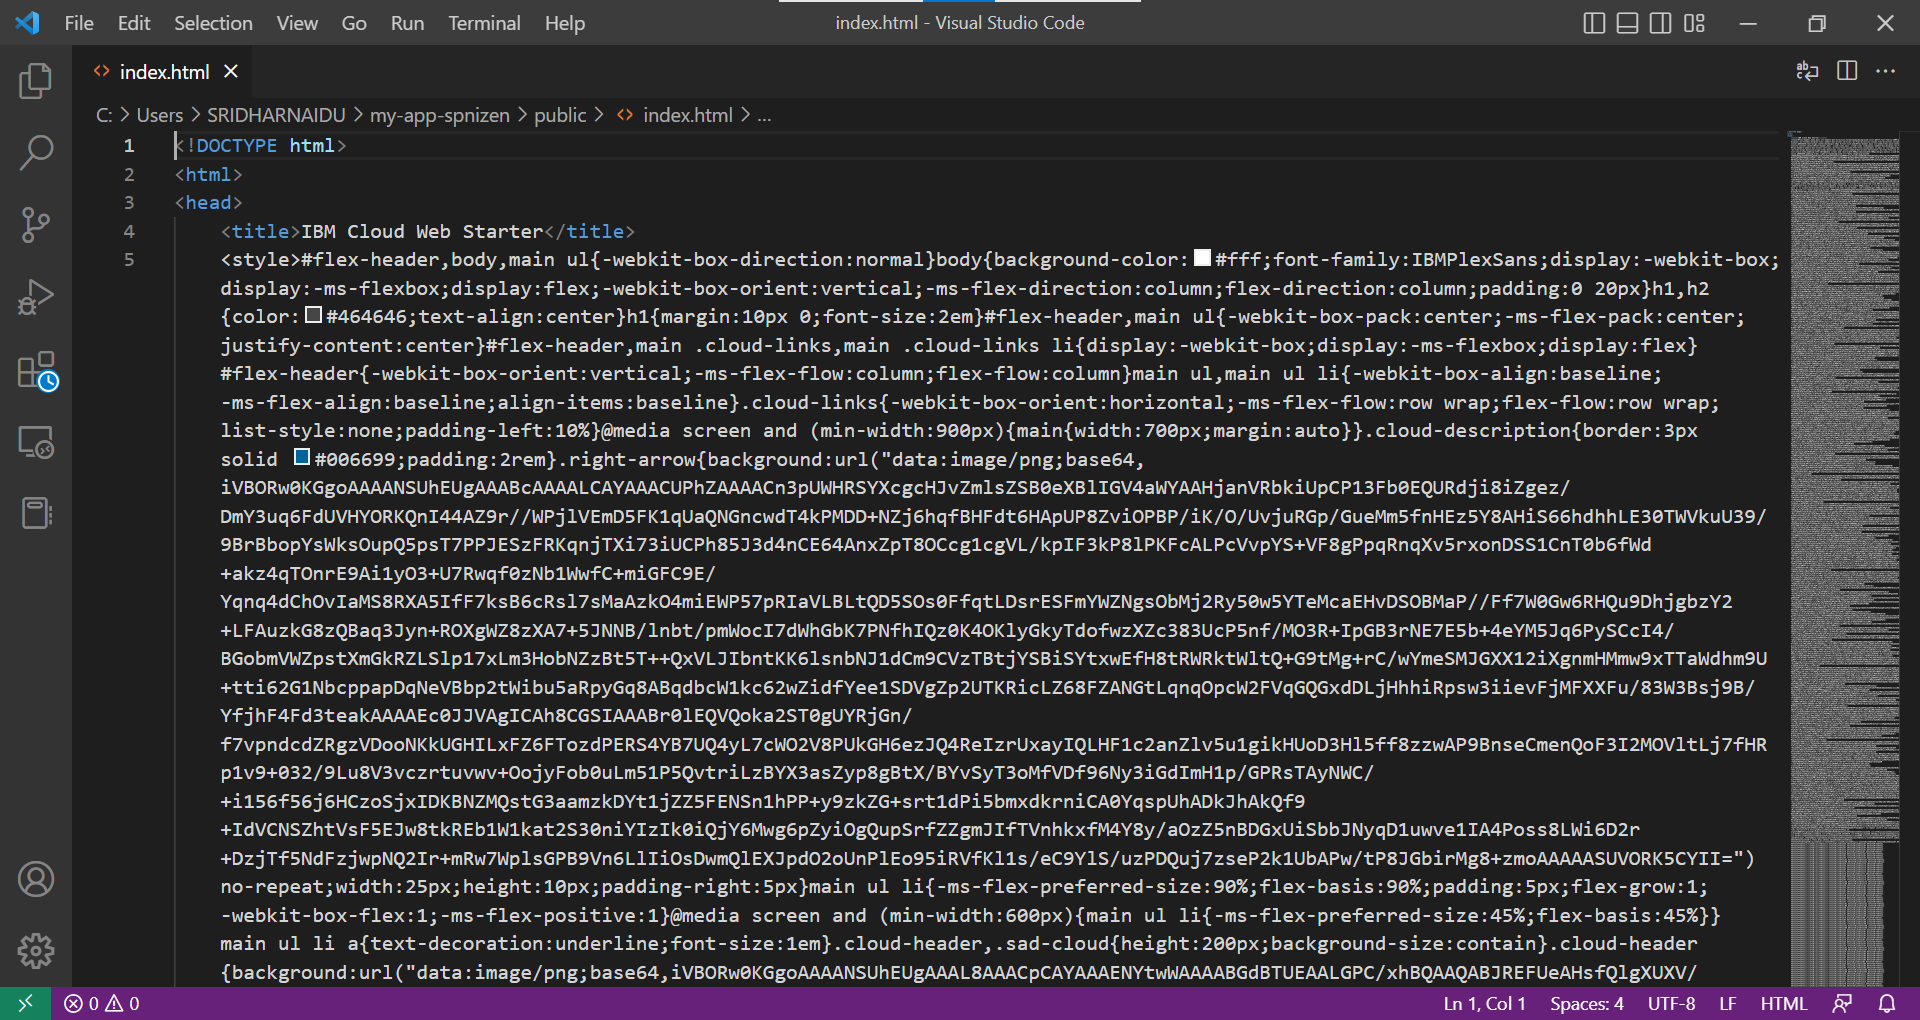 File Edit Selection View Go Run Terminal Help
index.html - Visual Studio Code
index.html
C: > Users > SRIDHARNAIDU > my-app-spnizen > public > index.html > ...
1 <!DOCTYPE html>
2 <html>
3 <head>
4 <title>IBM Cloud Web Starter</title>
5 <style>#flex-header,body,main ul{-webkit-box-direction:normal}body{background-color:#fff;font-family:IBMPlexSans;display:-webkit-box;
display:-ms-flexbox;display:flex;-webkit-box-orient:vertical;-ms-flex-direction:column;flex-direction:column;padding:0 20px}h1,h2
{color:#464646;text-align:center}h1{margin:10px 0;font-size:2em}#flex-header,main ul{-webkit-box-pack:center;-ms-flex-pack:center;
justify-content:center}#flex-header,main .cloud-links,main .cloud-links li{display:-webkit-box;display:-ms-flexbox;display:flex}
#flex-header{-webkit-box-orient:vertical;-ms-flex-flow:column;flex-flow:column}main ul,main ul li{-webkit-box-align:baseline;
-ms-flex-align:baseline;align-items:baseline}.cloud-links{-webkit-box-orient:horizontal;-ms-flex-flow:row wrap;flex-flow:row wrap;
list-style:none;padding-left:10%}@media screen and (min-width:900px){main{width:700px;margin:auto}}.cloud-description{border:3px
solid #006699;padding:2rem}.right-arrow{background:url("data:image/png;base64,
iVBORw0KGgoAAAANSUhEUgAAABcAAAALCAYAAACUPhZAAAACn3pUWHRSYXcgcHJvZmlsZSB0eXBlIGV4aWYAAHjanVRbkiUpCP13Fb0EQURdji8iZgez/
DmY3uq6FdUVHYORKQnI44AZ9r//WPjlVEmD5FK1qUaQNGncwdT4kPMDD+NZj6hqfBHFdt6HApUP8ZviOPBP/iK/O/UvjuRGp/GueMm5fnHEz5Y8AHiS66hdhhLE30TWVkuU39/
9BrBbopYsWksOupQ5psT7PPJESzFRKqnjTXi73iUCPh85J3d4nCE64AnxZpT8OCcg1cgVL/kpIF3kP8lPKFcALPcVvpYS+VF8gPpqRnqXv5rxonDSS1CnT0b6fWd
+akz4qTOnrE9Ai1yO3+U7Rwqf0zNb1WwfC+miGFC9E/
Yqnq4dChOvIaMS8RXA5IfF7ksB6cRsl7sMaAzkO4miEWP57pRIaVLBLtQD5SOs0FfqtLDsrESFmYWZNgsObMj2Ry50w5YTeMcaEHvDSOBMaP//Ff7W0Gw6RHQu9DhjgbzY2
+LFAuzkG8zQBaq3Jyn+ROXgWZ8zXA7+5JNNB/lnbt/pmWocI7dWhGbK7PNfhIQz0K4OKlyGkyTdofwzXZc383UcP5nf/MO3R+IpGB3rNE7E5b+4eYM5Jq6PySCcI4/
BGobmVWZpstXmGkRZLSlp17xLm3HobNZzBt5T++QxVLJIbntKK6lsnbNJ1dCm9CVzTBtjYSBiSYtxwEfH8tRWRktWltQ+G9tMg+rC/wYmeSMJGXX12iXgnmHMmw9xTTaWdhm9U
+tti62G1NbcppapDqNeVBbp2tWibu5aRpyGq8ABqdbcW1kc62wZidfYee1SDVgZp2UTKRicLZ68FZANGtLqnqOpcW2FVqGQGxdDLjHhhiRpsw3iievFjMFXXFu/83W3Bsj9B/
YfjhF4Fd3teakAAAAEc0JJVAgICAh8CGSIAAABr0lEQVQoka2ST0gUYRjGn/
f7vpndcdZRgzVDooNKkUGHILxFZ6FTozdPERS4YB7UQ4yL7cWO2V8PUkGH6ezJQ4ReIzrUxayIQLHF1c2anZlv5u1gikHUoD3Hl5ff8zzwAP9BnseCmenQoF3I2MOVltLj7fHR
p1v9+032/9Lu8V3vczrtuvwv+OojyFob0uLm51P5QvtriLzBYX3asZyp8gBtX/BYvSyT3oMfVDf96Ny3iGdImH1p/GPRsTAyNWC/
+i156f56j6HCzoSjxIDKBNZMQstG3aamzkDYt1jZZ5FENSn1hPP+y9zkZG+srt1dPi5bmxdkrniCA0YqspUhADkJhAkQf9
+IdVCNSZhtVsF5EJw8tkREb1W1kat2S30niYIzIk0iQjY6Mwg6pZyiOgQupSrfZZgmJIfTVnhkxfM4Y8y/aOzZ5nBDGxUiSbbJNyqD1uwve1IA4Poss8LWi6D2r
+DzjTf5NdFzjwpNQ2Ir+mRw7WplsGPB9Vn6LlIiOsDwmQlEXJpdO2oUnPlEo95iRVfKl1s/eC9YlS/uzPDQuj7zseP2k1UbAPw/tP8JGbirMg8+zmoAAAAASUVORK5CYII=")
no-repeat;width:25px;height:10px;padding-right:5px}main ul li{-ms-flex-preferred-size:90%;flex-basis:90%;padding:5px;flex-grow:1;
-webkit-box-flex:1;-ms-flex-positive:1}@media screen and (min-width:600px){main ul li{-ms-flex-preferred-size:45%;flex-basis:45%}}
main ul li a{text-decoration:underline;font-size:1em}.cloud-header,.sad-cloud{height:200px;background-size:contain}.cloud-header
{background:url("data:image/png;base64,iVBORw0KGgoAAAANSUhEUgAAAL8AAACpCAYAAAENYtwWAAAABGdBTUEAALGPC/xhBQAAQABJREFUeAHsfQlgXUXV/
0 0
Ln 1, Col 1 Spaces: 4 UTF-8 LF HTML